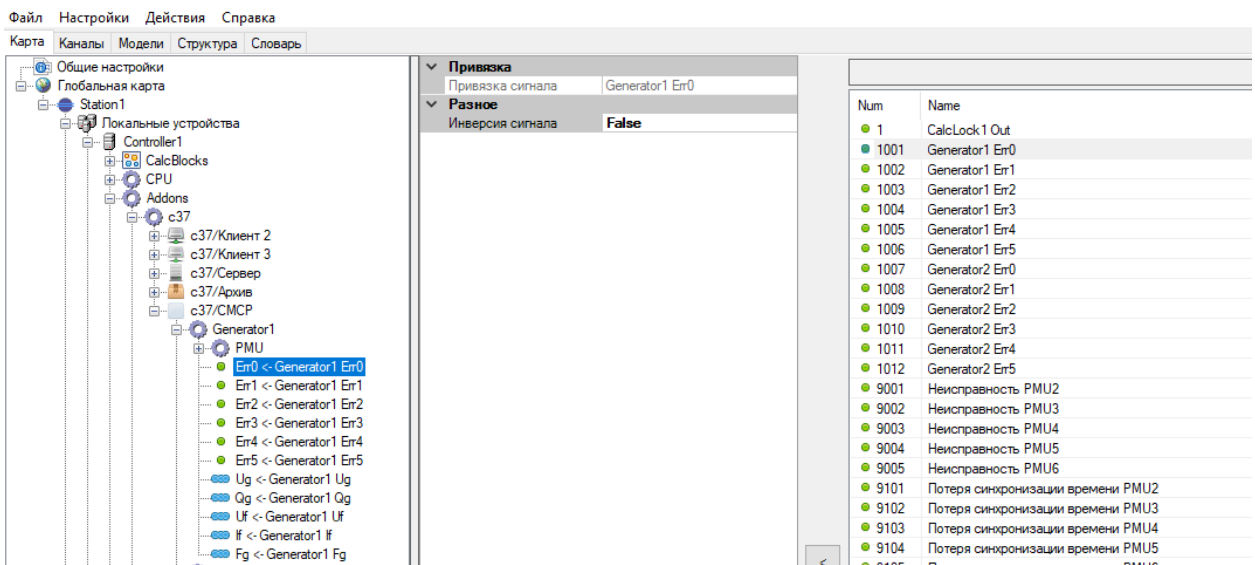 Файл Настройки Действия Справка
Карта Каналы Модели Структура Словарь
Общие настройки
Глобальная карта
Station1
Локальные устройства
Controller1
CalcBlocks
CPU
Addons
c37
c37/Клиент 2
c37/Клиент 3
c37/Сервер
c37/Архив
c37/СМСР
Generator1
PMU
Err0 <- Generator1 Err0
Err1 <- Generator1 Err1
Err2 <- Generator1 Err2
Err3 <- Generator1 Err3
Err4 <- Generator1 Err4
Err5 <- Generator1 Err5
Ug <- Generator1 Ug
Qg <- Generator1 Qg
Uf <- Generator1 Uf
If <- Generator1 If
Fg <- Generator1 Fg
Привязка
Привязка сигнала Generator1 Err0
Разное
Инверсия сигнала False
<
Num Name
1 CalcLock1 Out
1001 Generator1 Err0
1002 Generator1 Err1
1003 Generator1 Err2
1004 Generator1 Err3
1005 Generator1 Err4
1006 Generator1 Err5
1007 Generator2 Err0
1008 Generator2 Err1
1009 Generator2 Err2
1010 Generator2 Err3
1011 Generator2 Err4
1012 Generator2 Err5
9001 Неисправность PMU2
9002 Неисправность PMU3
9003 Неисправность PMU4
9004 Неисправность PMU5
9005 Неисправность PMU6
9101 Потеря синхронизации времени PMU2
9102 Потеря синхронизации времени PMU3
9103 Потеря синхронизации времени PMU4
9104 Потеря синхронизации времени PMU5